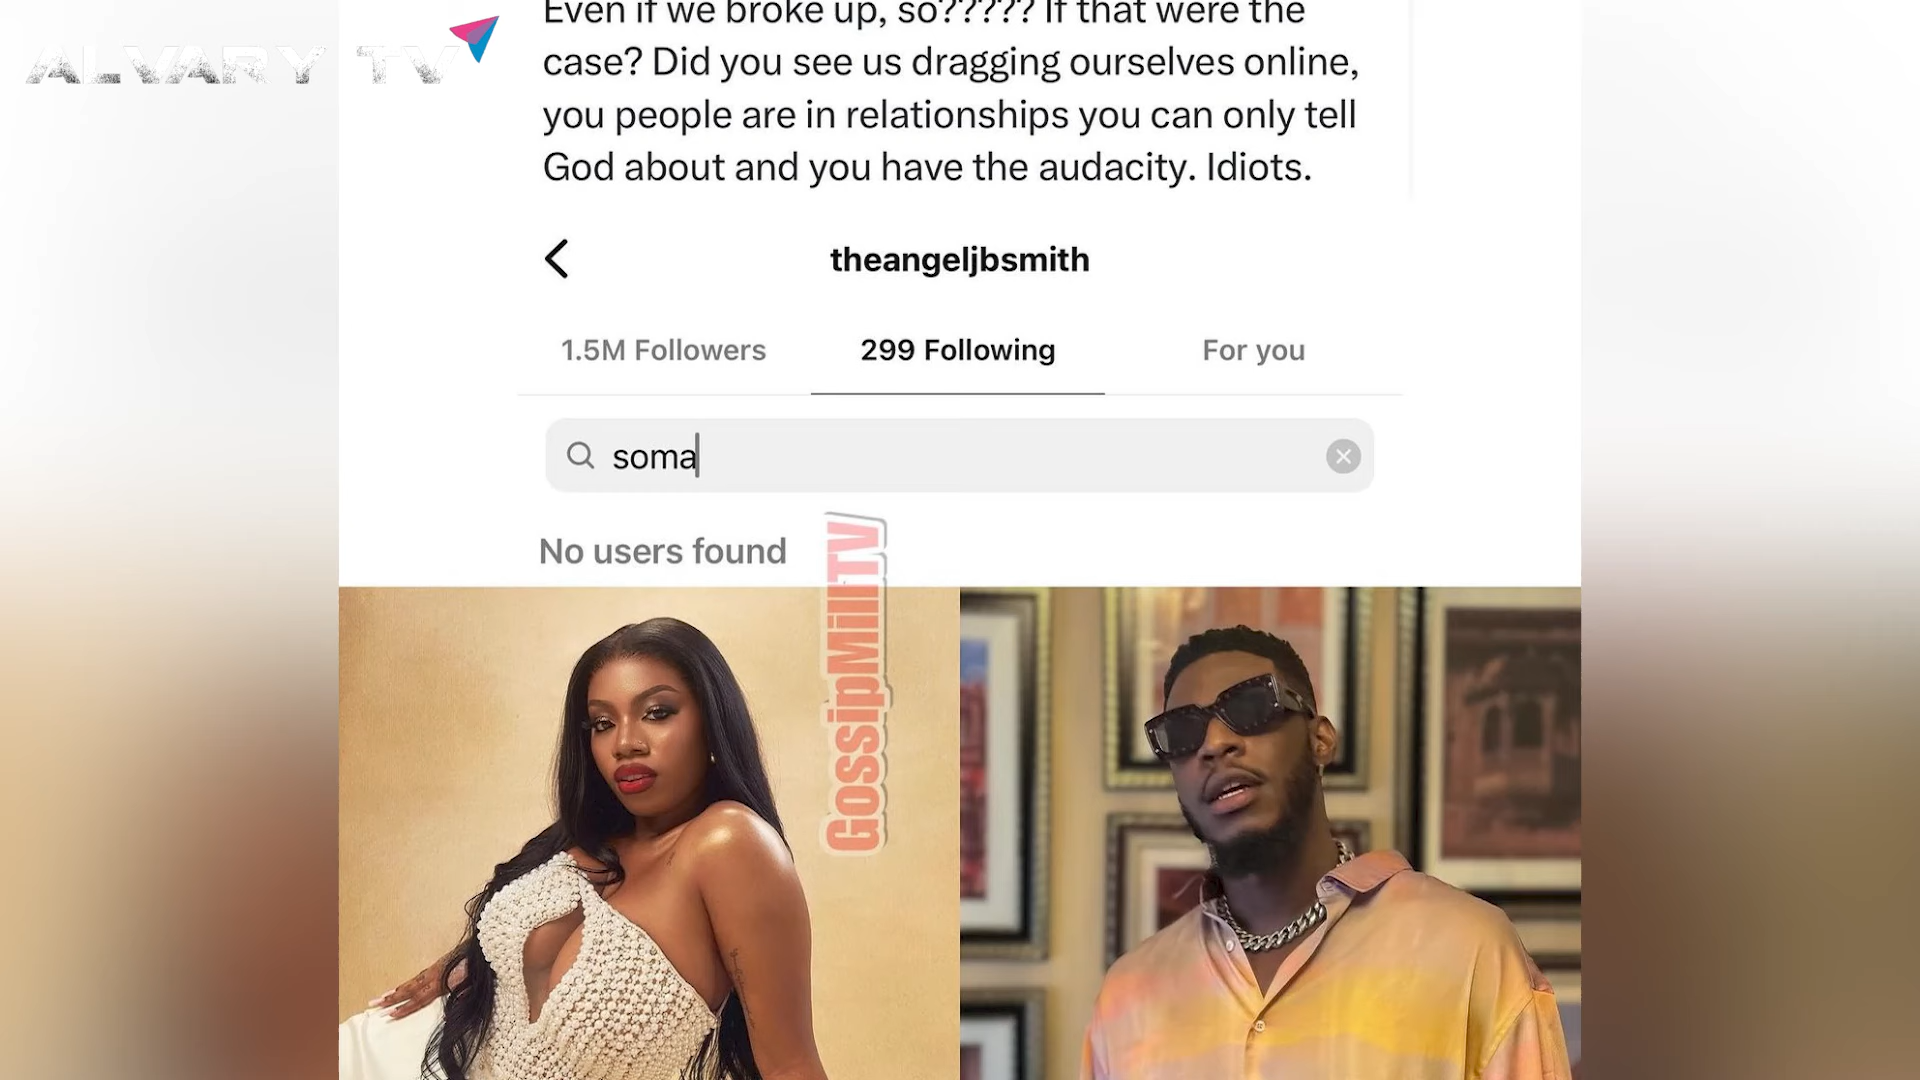 Even if we broke up, so????? If that were the
ALVARY TV
case? Did you see us dragging ourselves online,
you people are in relationships you can only tell
God about and you have the audacity. Idiots.
theangeljbsmith
1.5M Followers 299 Following For you
soma
No users found
GossipMillTV